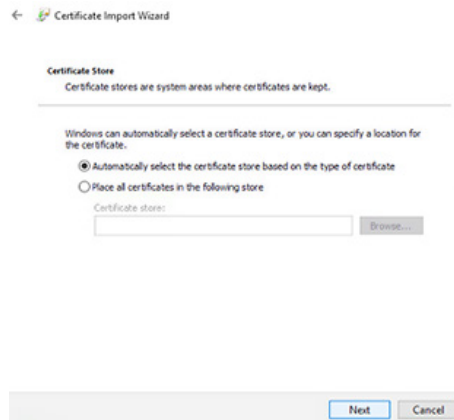 Certificate Import Wizard
Certificate Store
Certificate stores are system areas where certificates are kept.
Windows can automatically select a certificate store, or you can specify a location for
the certificate.
Automatically select the certificate store based on the type of certificate
Place all certificates in the following store
Certificate store:
Browse...
Next
Cancel